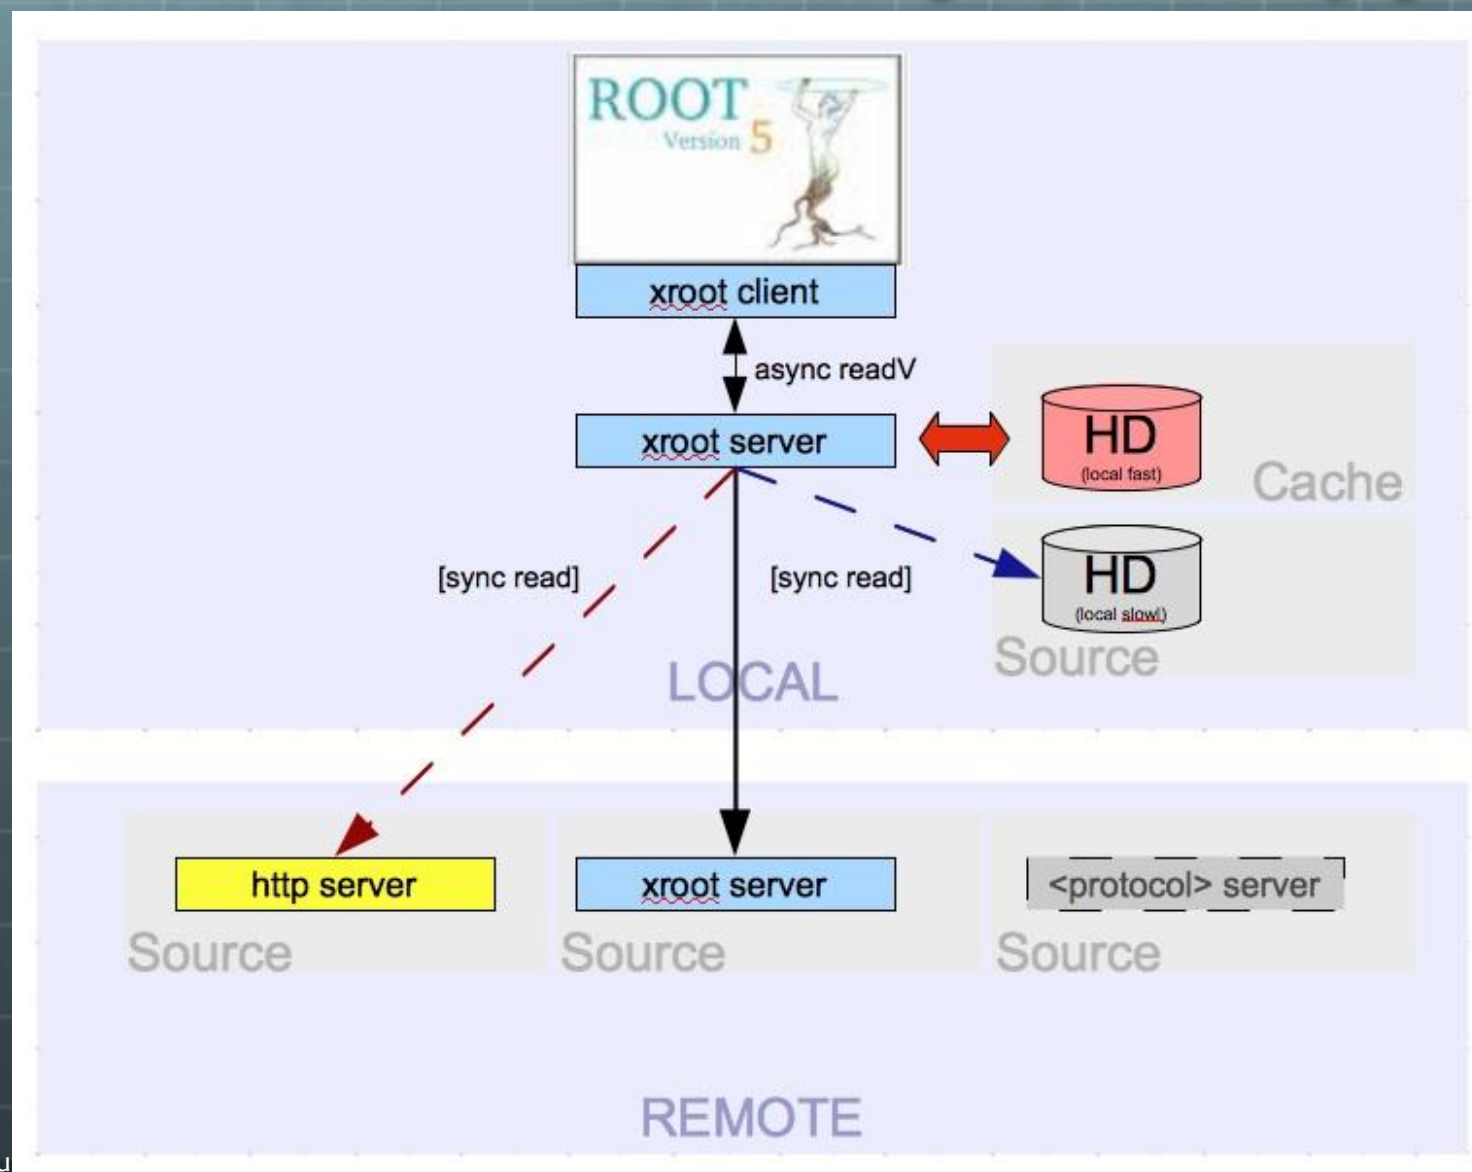 ROOT
Version 5
xroot client
async readV
xroot server
HD
(local fast)
Cache
[sync read]
[sync read]
HD
(local slowl)
Source
LOCAL
http server
xroot server
<protocol> server
Source
Source
Source
REMOTE
u